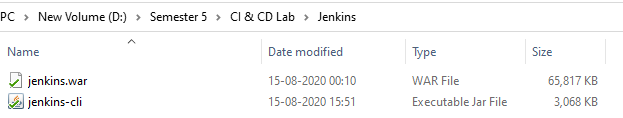 PC > New Volume (D:) > Semester 5 > CI & CD Lab > Jenkins
Name Date modified Type Size
jenkins.war 15-08-2020 00:10 WAR File 65,817 KB
jenkins-cli 15-08-2020 15:51 Executable Jar File 3,068 KB